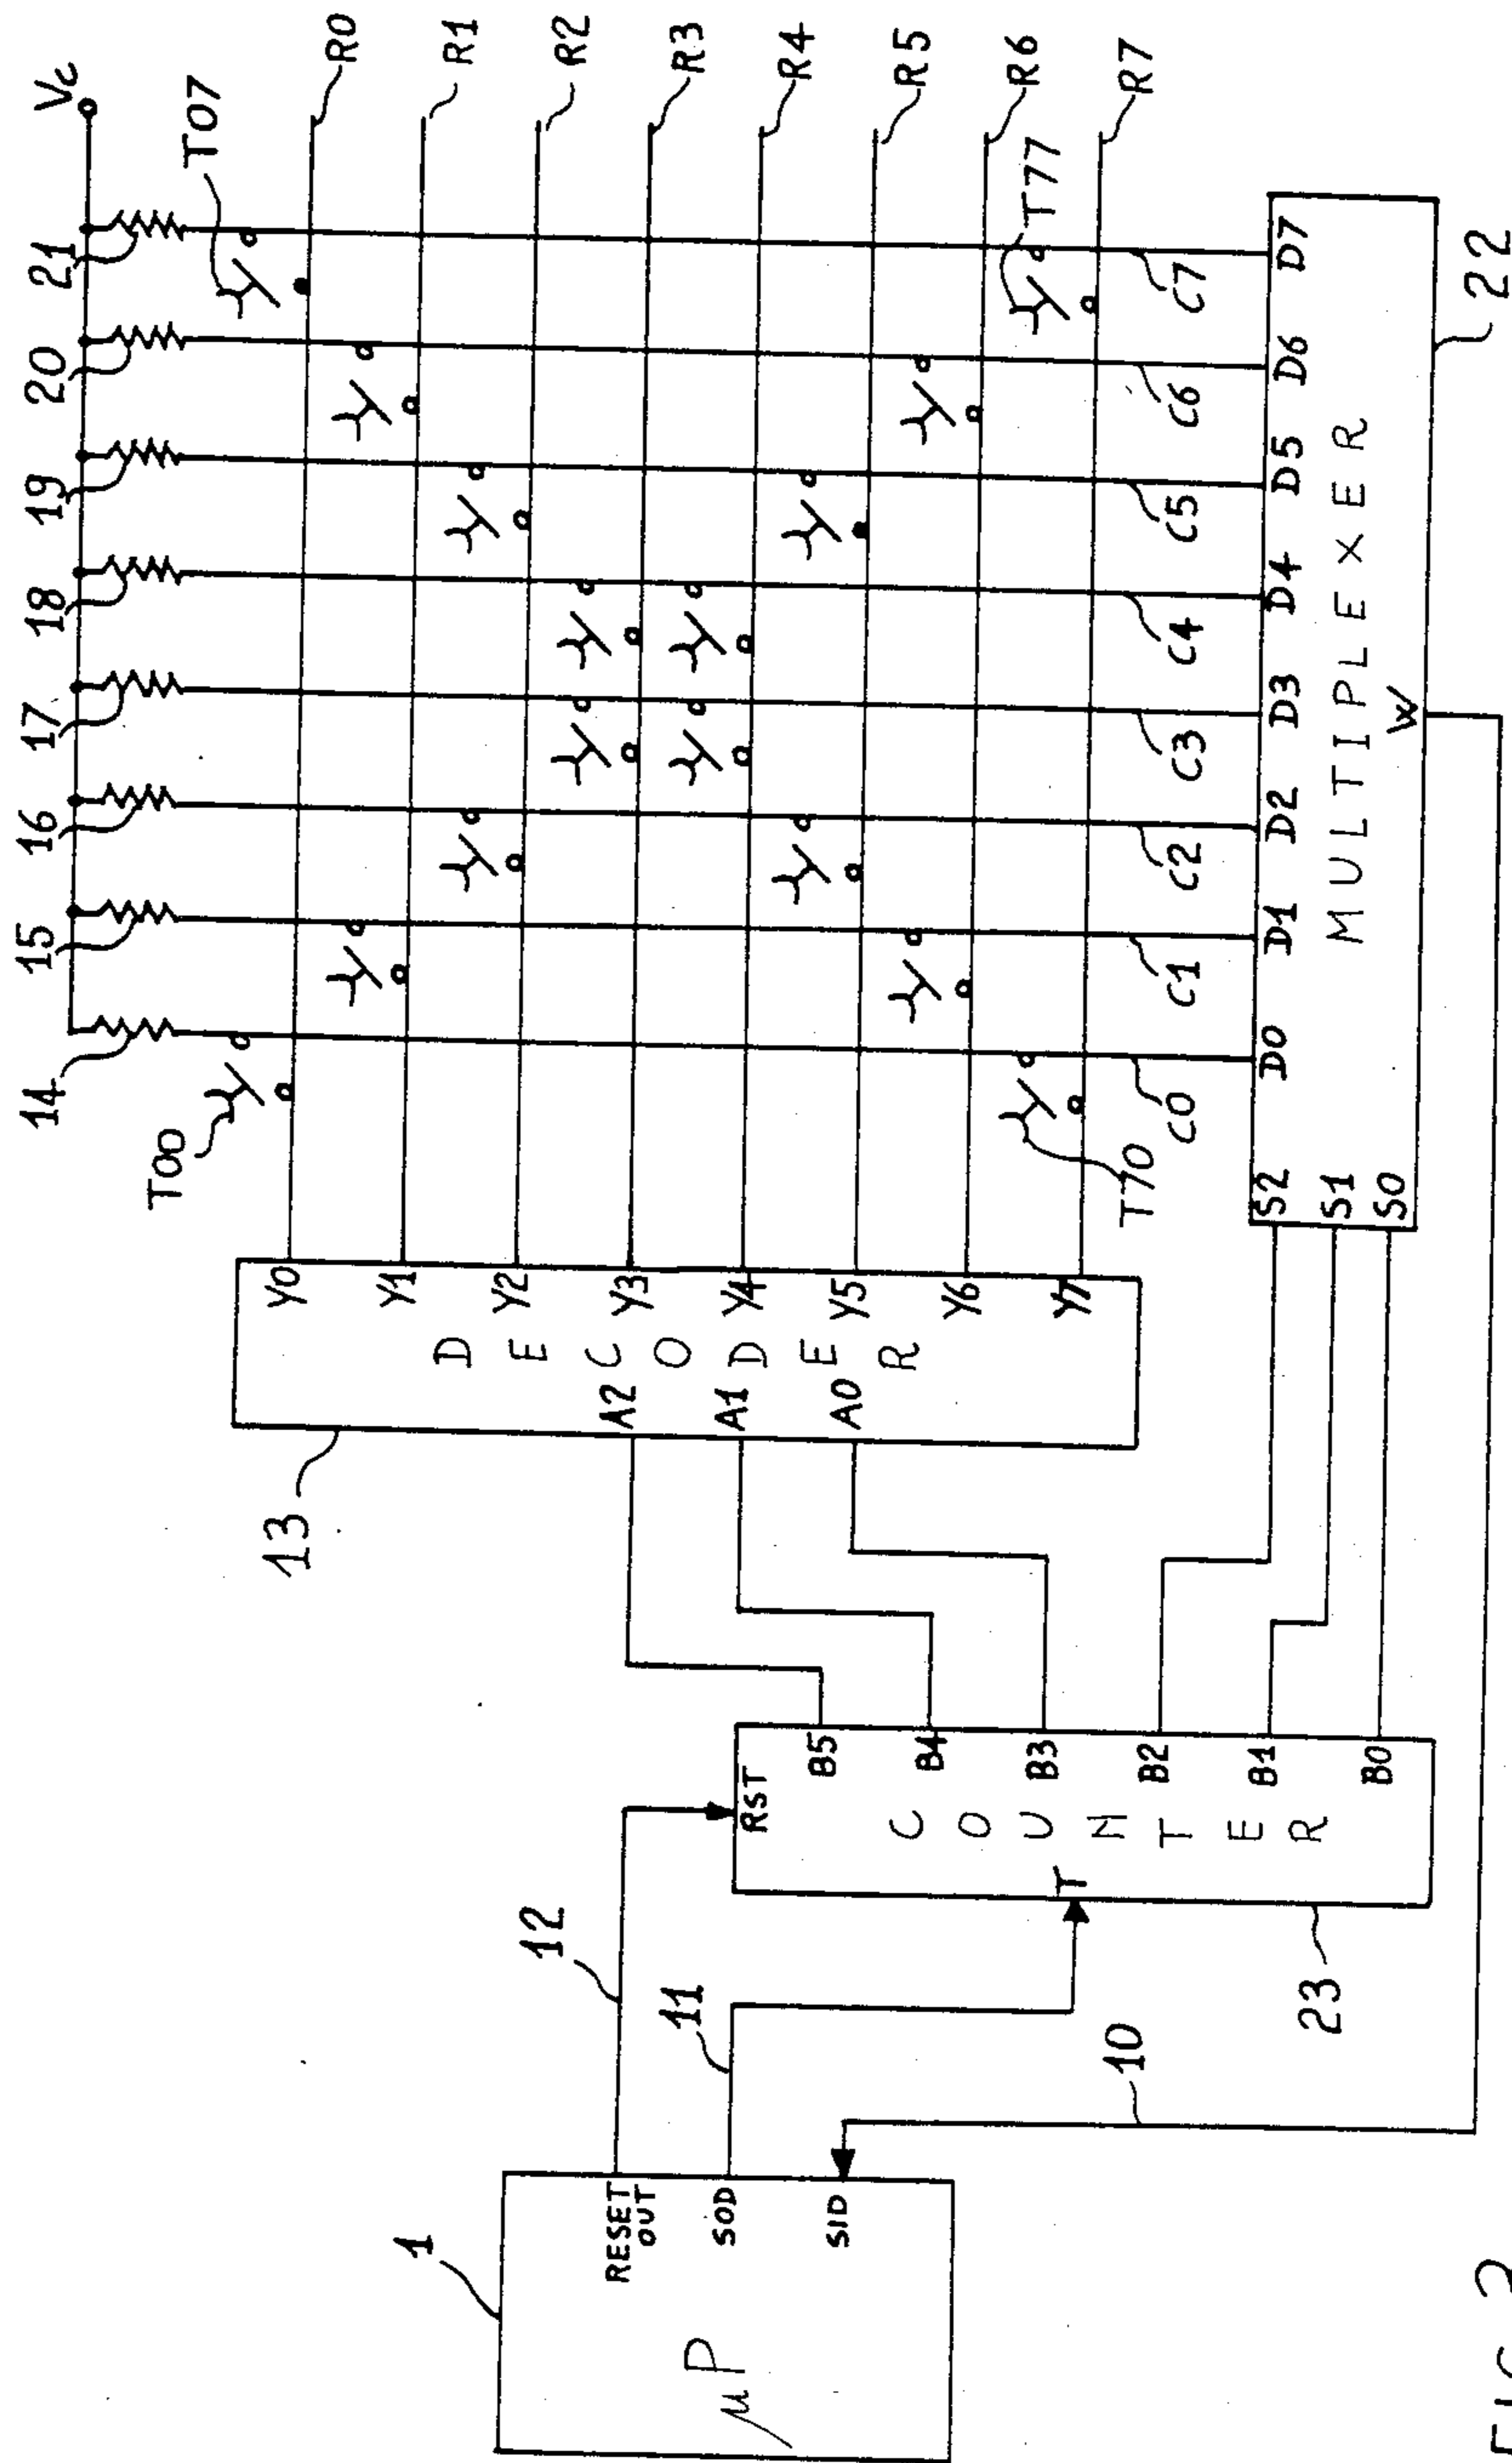 Vc
14
15
16
17
18
19
20
21
T00
T07
R0
R1
R2
R3
R4
R5
R6
R7
T70
T77
C0
C1
C2
C3
C4
C5
C6
C7
13
Y0
Y1
Y2
Y3
Y4
Y5
Y6
Y7
DECODER
A2
A1
A0
D0
D1
D2
D3
D4
D5
D6
D7
MULTIPLEXER
S2
S1
S0
W
22
1
μP
RESET
OUT
SOD
SID
12
11
10
RST
T
COUMTER
B5
B4
B3
B2
B1
B0
23